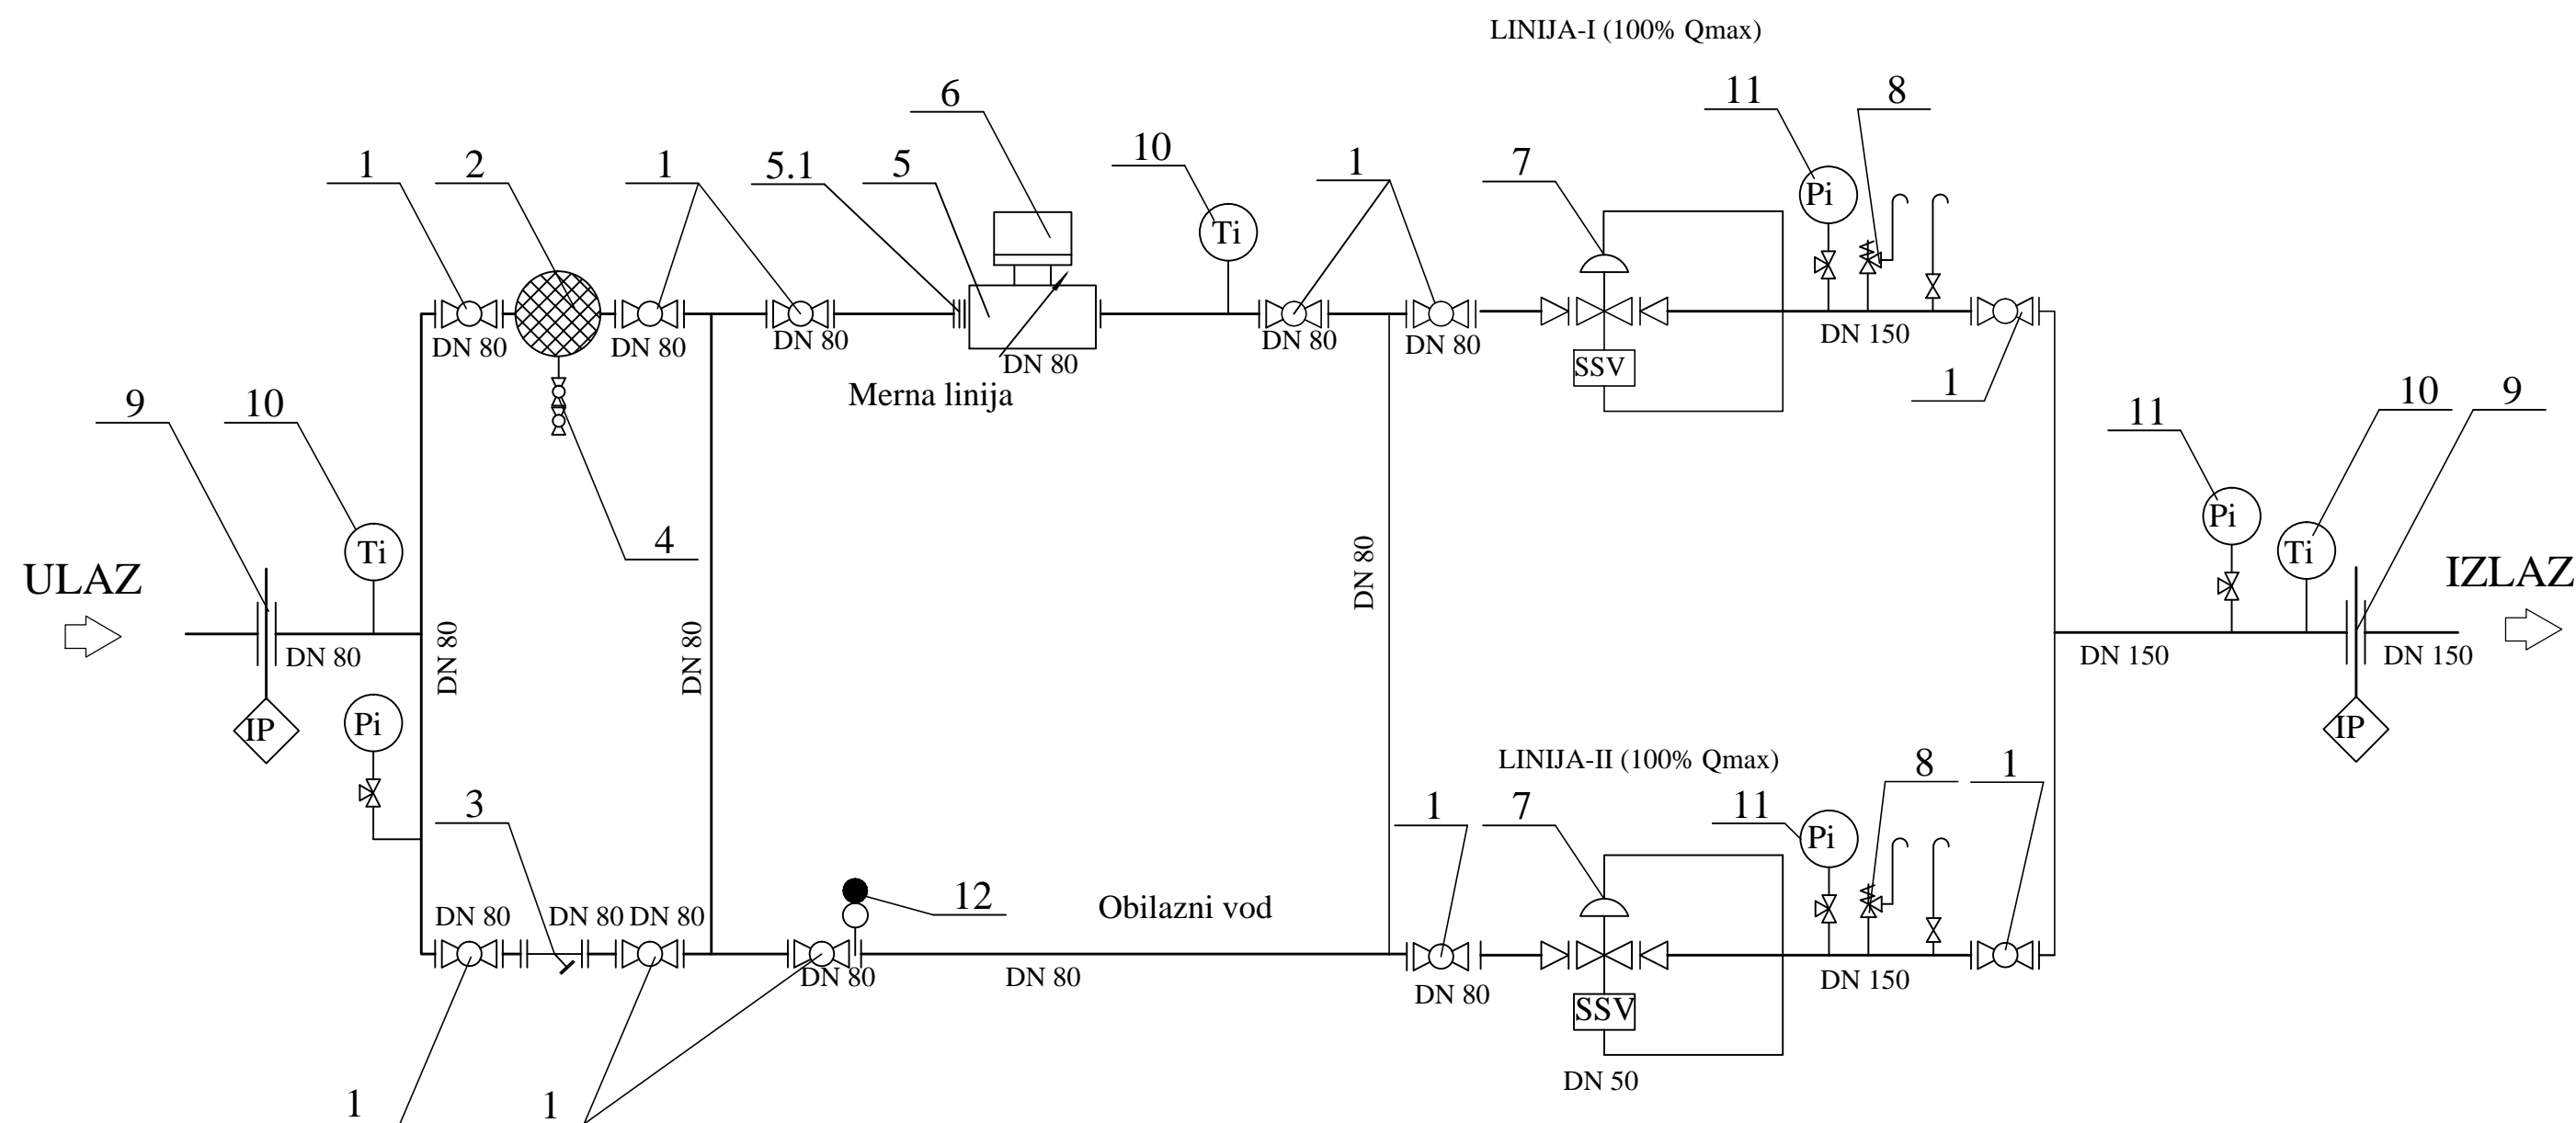 LINIJA-I (100% Qmax)
6
11
8
1
2
1
5.1
5
10
1
7
Pi
Ti
DN 80
DN 80
DN 80
DN 80
DN 80
DN 80
DN 150
SSV
Merna linija
9
10
1
11
10
9
4
Pi
Ti
Ti
ULAZ
IZLAZ
DN 80
DN 80
DN 80
DN 80
DN 150
DN 150
IP
Pi
IP
LINIJA-II (100% Qmax)
3
1
7
11
8
1
Pi
12
Obilazni vod
DN 80
DN 80
DN 80
DN 80
DN 80
DN 80
DN 150
SSV
DN 50
1
1